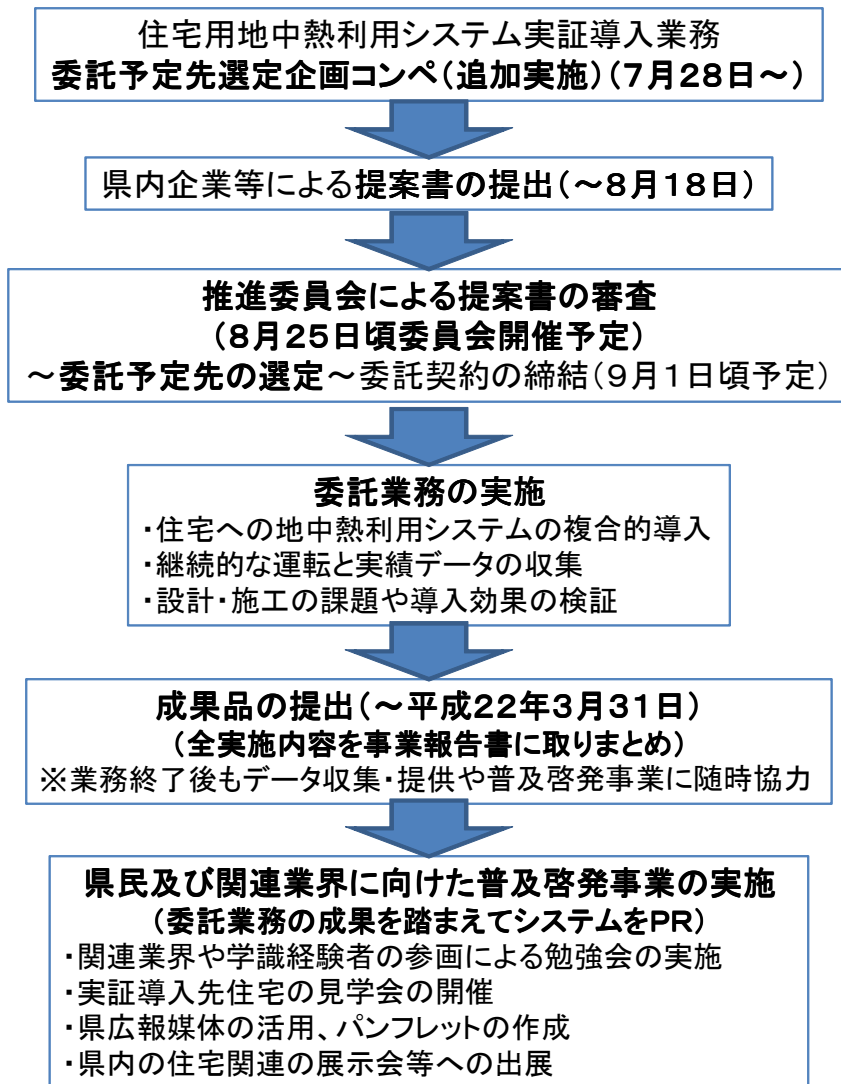 住宅用地中熱利用システム実証導入業務
委託予定先選定企画コンペ(追加実施)(7月28日~)
県内企業等による提案書の提出(~8月18日)
推進委員会による提案書の審査
(8月25日頃委員会開催予定)
~委託予定先の選定~委託契約の締結(9月1日頃予定)
委託業務の実施
・住宅への地中熱利用システムの複合的導入
・継続的な運転と実績データの収集
・設計・施工の課題や導入効果の検証
成果品の提出(~平成22年3月31日)
(全実施内容を事業報告書に取りまとめ)
※業務終了後もデータ収集・提供や普及啓発事業に随時協力
県民及び関連業界に向けた普及啓発事業の実施
(委託業務の成果を踏まえてシステムをPR)
・関連業界や学識経験者の参画による勉強会の実施
・実証導入先住宅の見学会の開催
・県広報媒体の活用、パンフレットの作成
・県内の住宅関連の展示会等への出展